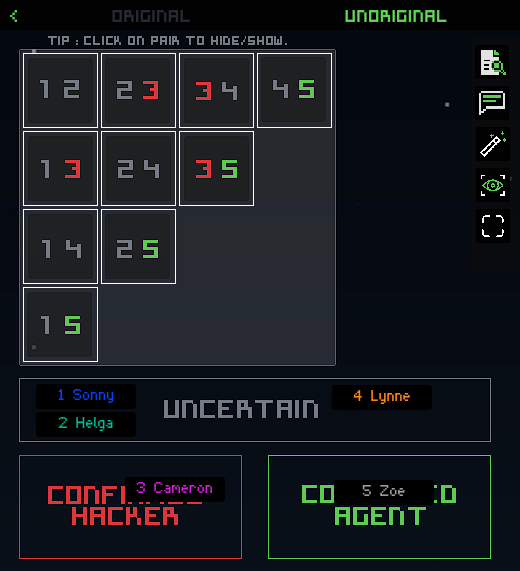 ORIGINAL UNORIGINAL
TIP : CLICK ON PAIR TO HIDE/SHOW.
1 2 2 3 3 4 4 5
1 3 2 4 3 5
1 4 2 5
1 5
1 Sonny
2 Helga
UNCERTAIN
4 Lynne
3 Cameron
HACKER
5 Zoe
AGENT